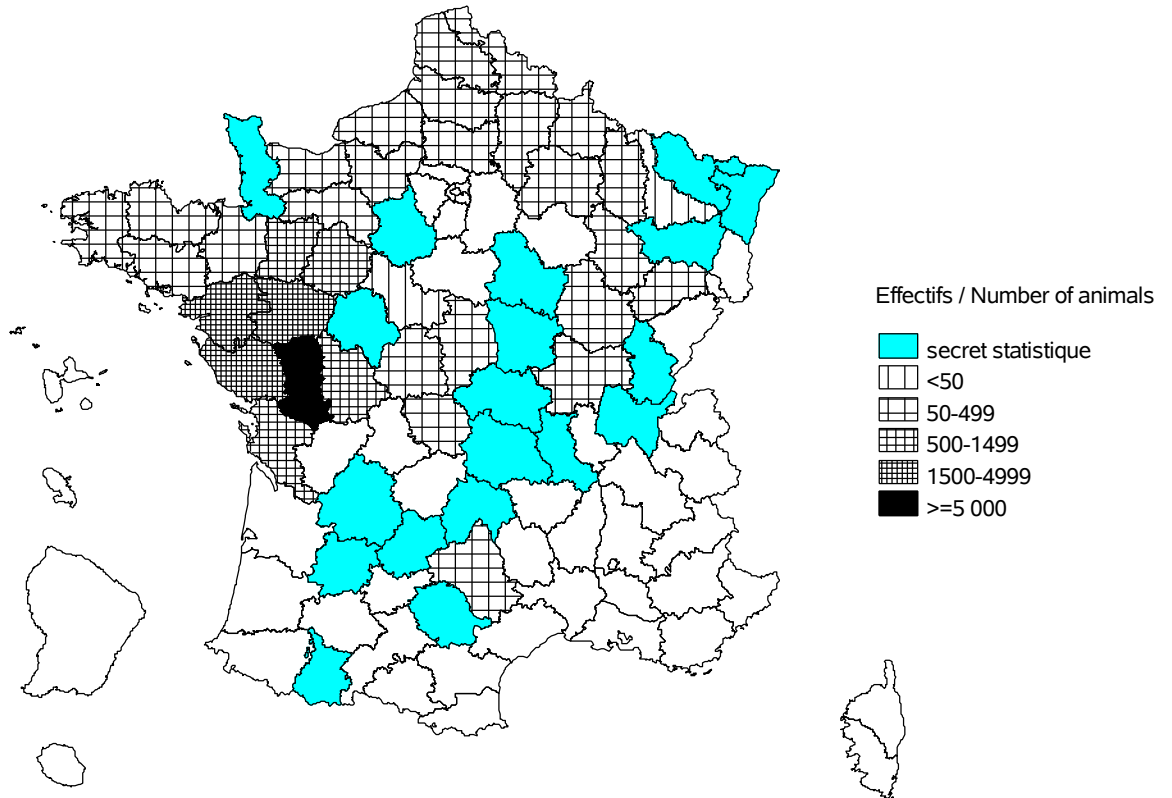 Effectifs / Number of animals
secret statistique
<50
50-499
500-1499
1500-4999
>=5 000